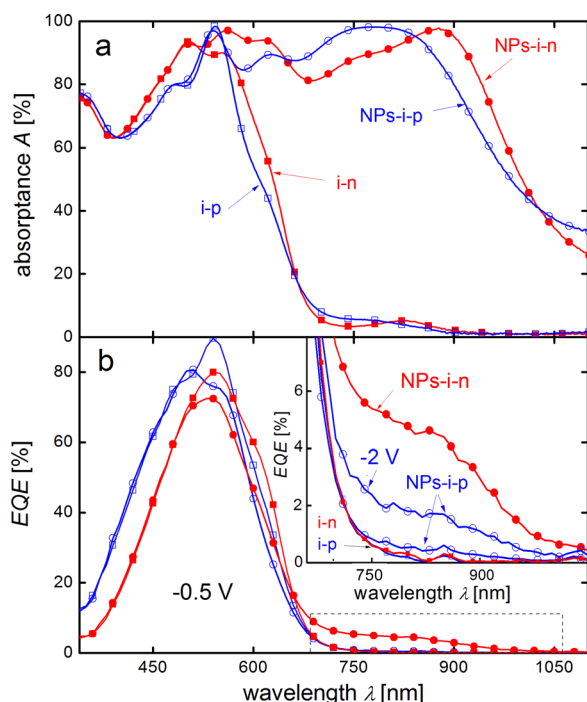 100
80
60
40
20
0
absorptance A [%]
a
NPs-i-n
NPs-i-p
i-n
i-p
b
80
60
40
20
0
EQE [%]
-0.5 V
8
6
4
2
0
EQE [%]
NPs-i-n
-2 V
NPs-i-p
i-n
i-p
750 900
wavelength λ [nm]
450 600 750 900 1050
wavelength λ [nm]